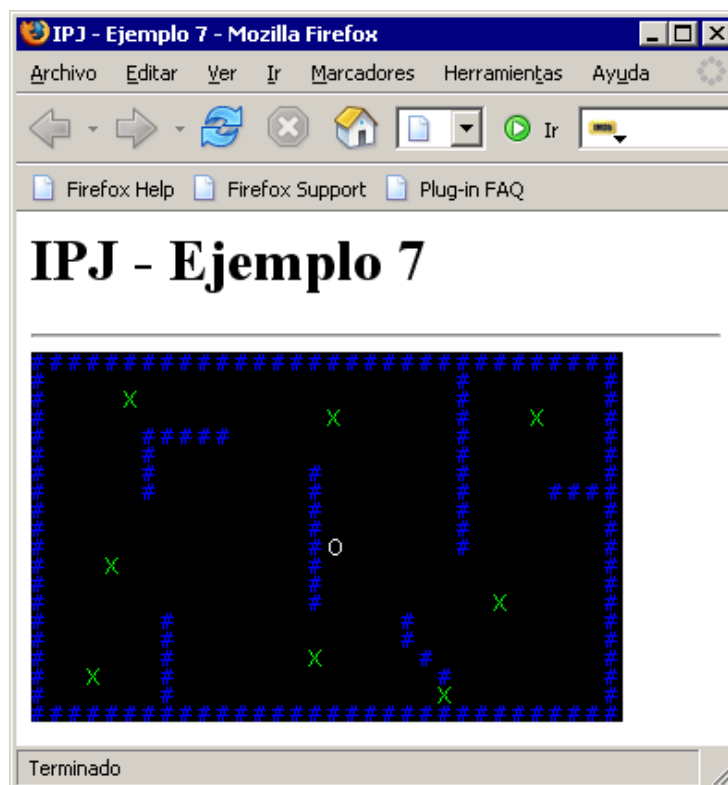 IPJ - Ejemplo 7 - Mozilla Firefox
Archivo Editar Ver Ir Marcadores Herramientas Ayuda
Ir
Firefox Help Firefox Support Plug-in FAQ
IPJ - Ejemplo 7
################################
#                      #       #
#    X                 #       #
#               X      #   X   #
#     #####            #       #
#     #                #       #
#     #        #       #       #
#     #        #       #    ####
#              #       #       #
#              #       #       #
#              #O      #       #
#   X          #               #
#              #               #
#              #         X     #
#      #            #          #
#      #            #          #
#      #       X     #         #
#  X   #              #        #
#      #              X        #
################################
Terminado